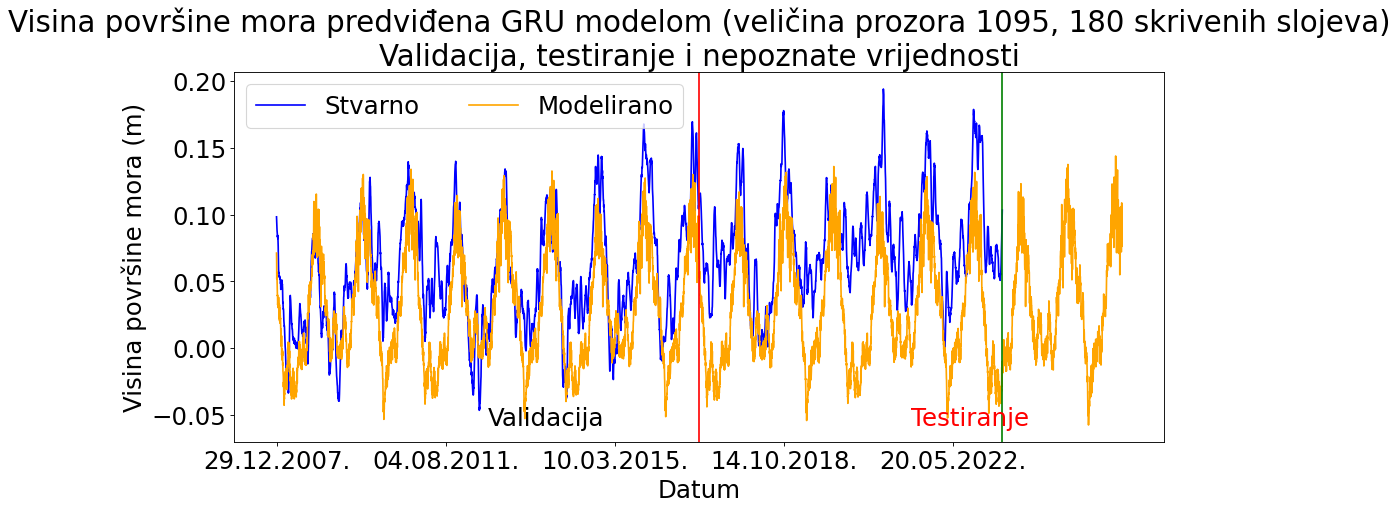 Visina površine mora predviđena GRU modelom (veličina prozora 1095, 180 skrivenih slojeva)
Validacija, testiranje i nepoznate vrijednosti
Stvarno
Modelirano
Visina površine mora (m)
0.20
0.15
0.10
0.05
0.00
−0.05
Validacija
Testiranje
29.12.2007.
04.08.2011.
10.03.2015.
14.10.2018.
20.05.2022.
Datum